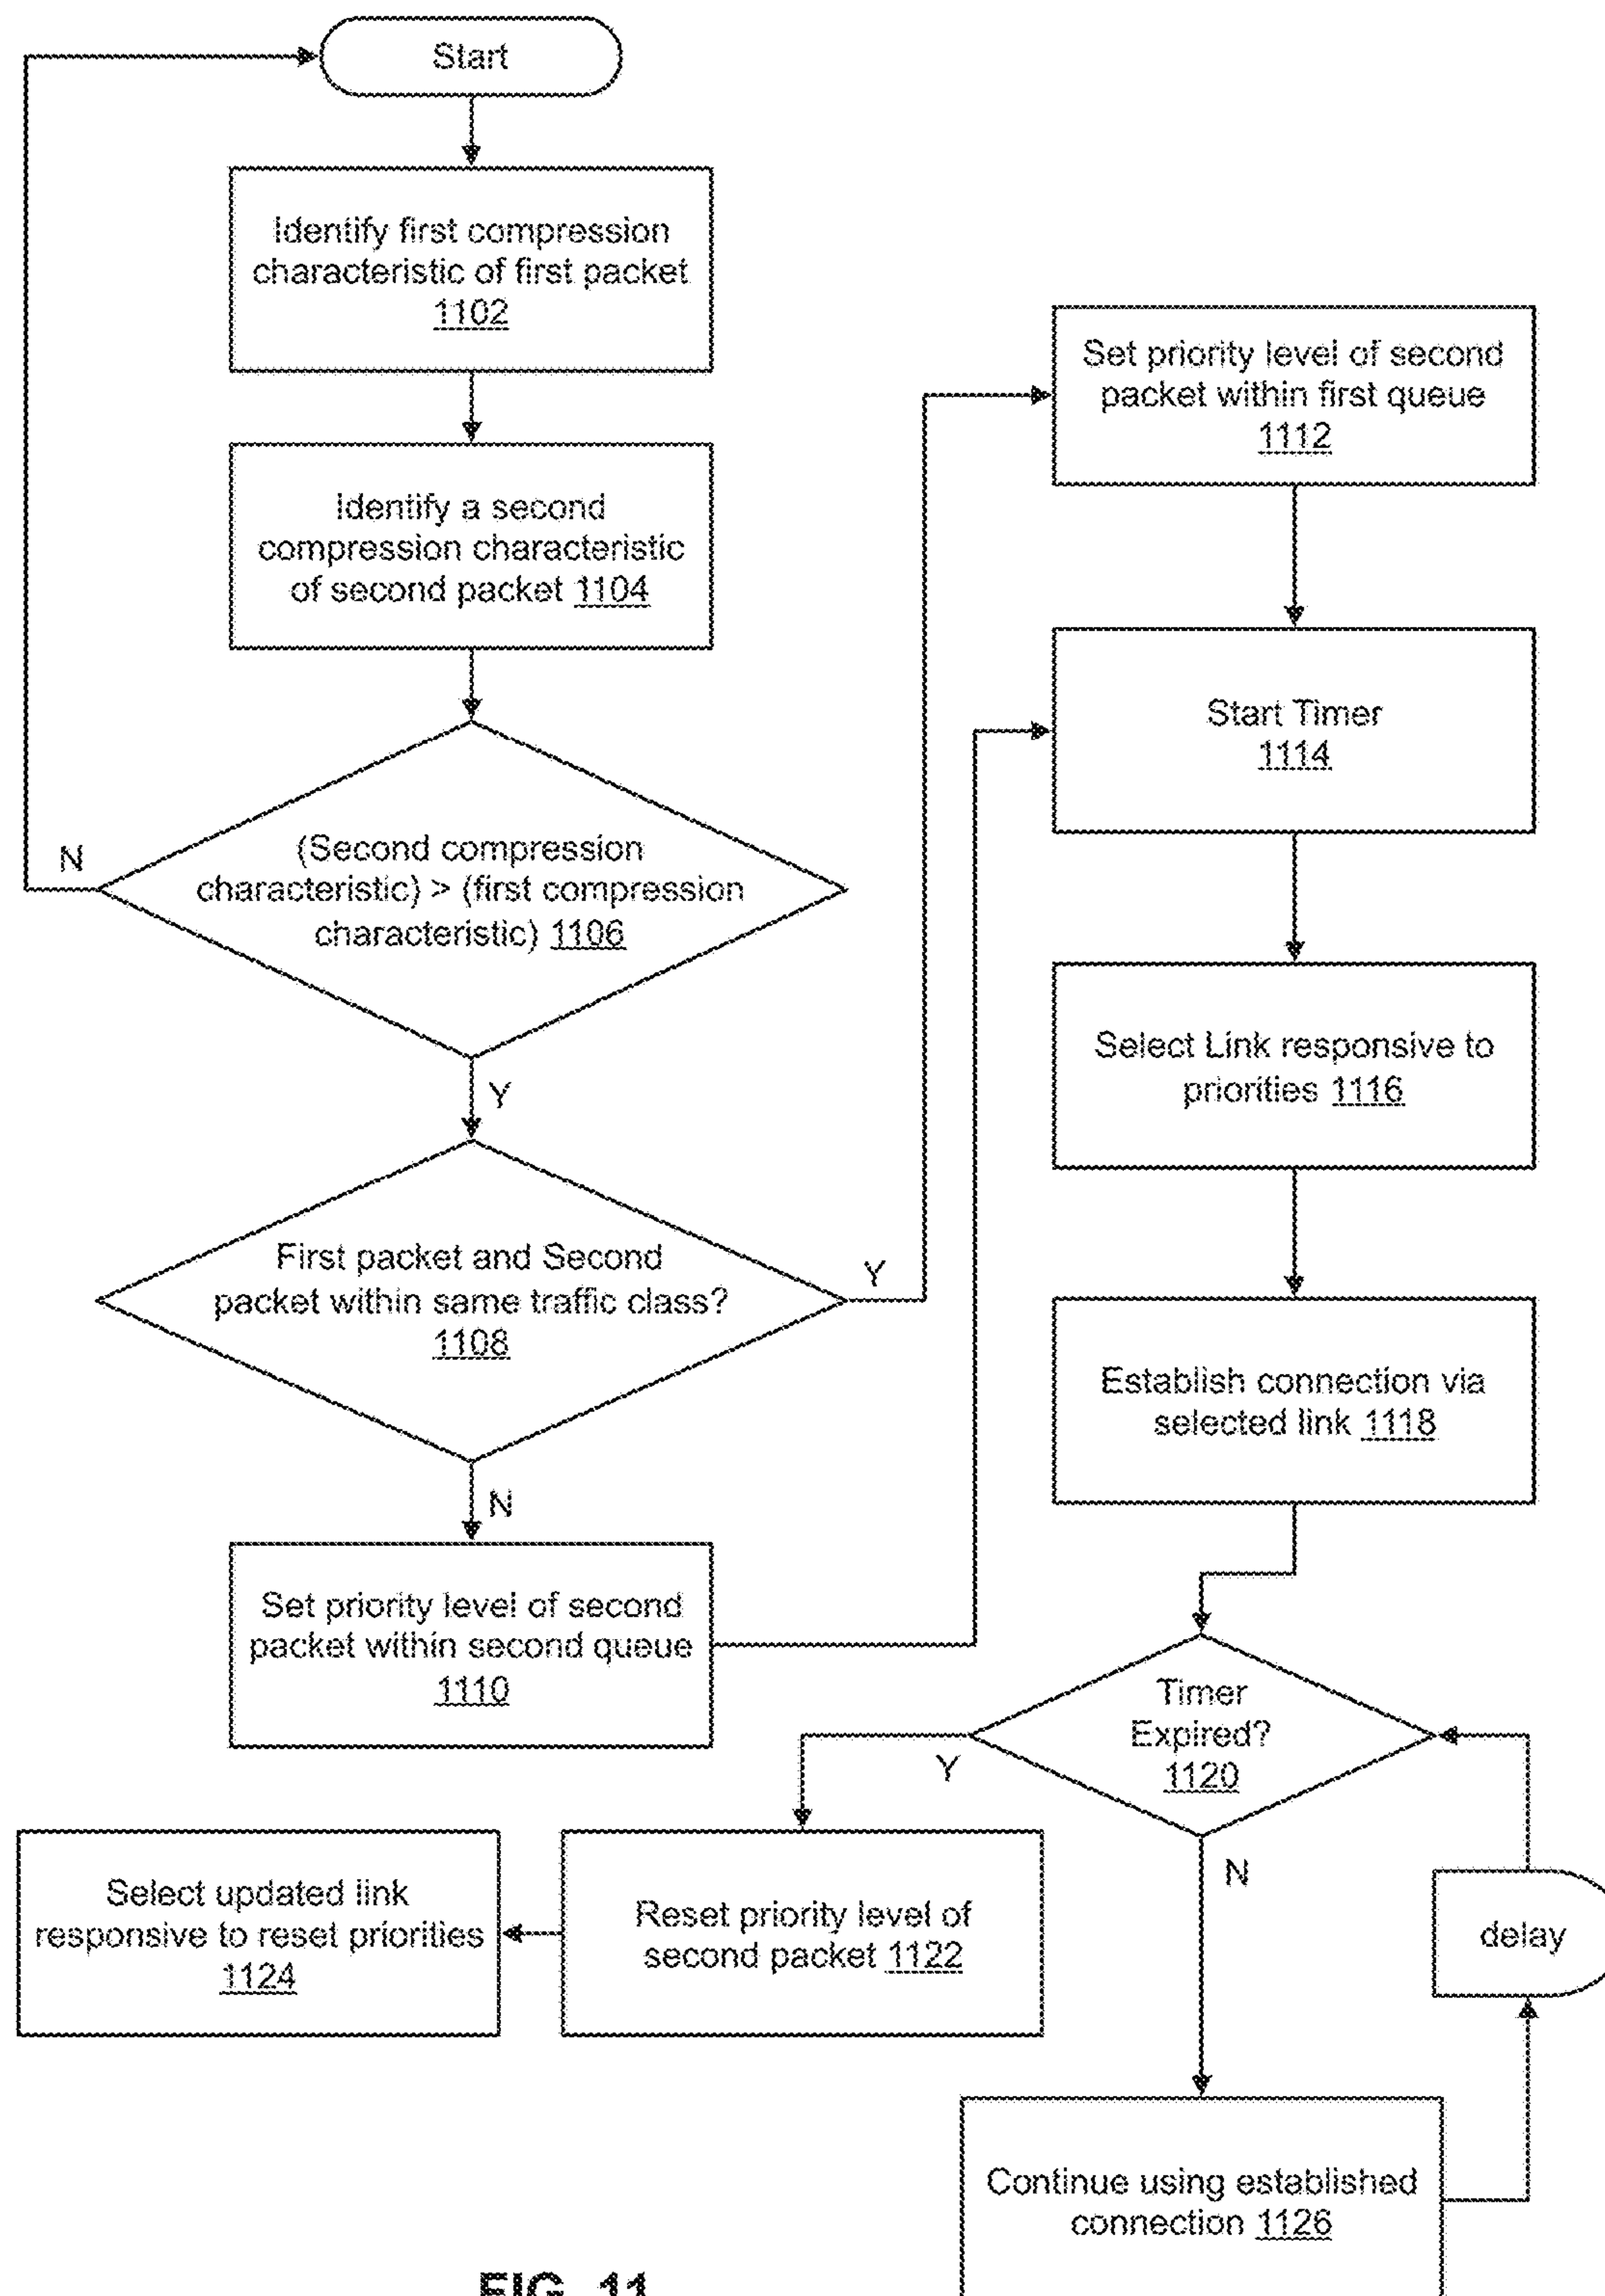 Start
Identify first compression
characteristic of first packet
1102
Identify a second
compression characteristic
of second packet 1104
(Second compression
characteristic) > (first compression
characteristic) 1106
N
Y
First packet and Second
packet within same traffic class?
1108
Y
N
Set priority level of second
packet within second queue
1110
Set priority level of second
packet within first queue
1112
Start Timer
1114
Select Link responsive to
priorities 1116
Establish connection via
selected link 1118
Timer
Expired?
1120
Y
N
Reset priority level of
second packet 1122
Select updated link
responsive to reset priorities
1124
delay
Continue using established
connection 1126
FIG. 11